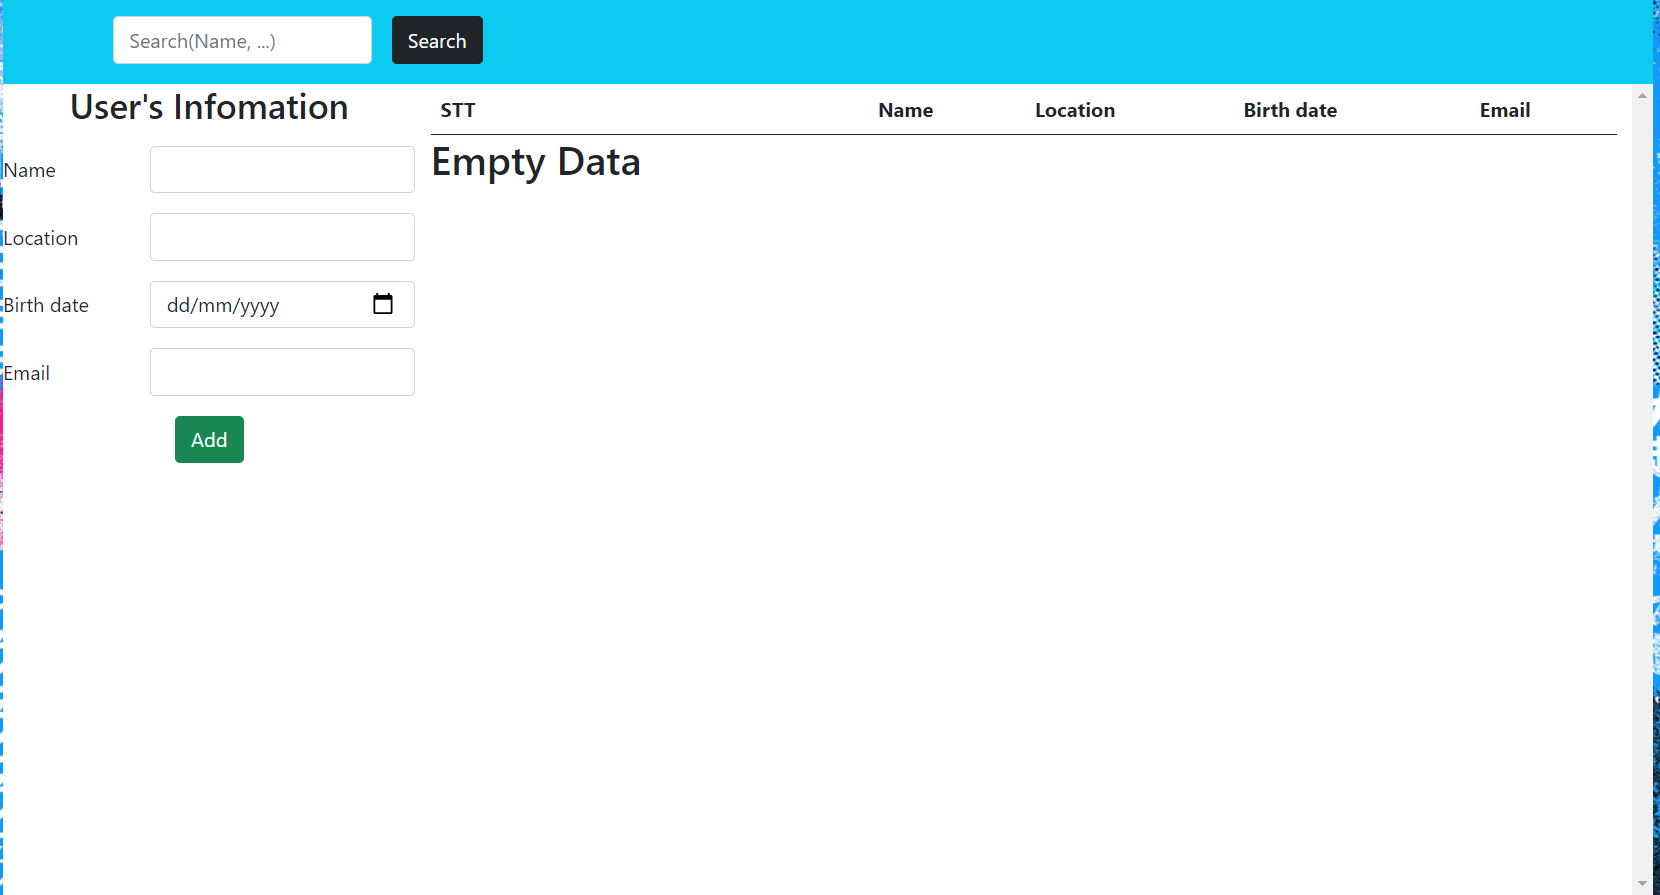 Search(Name, ...) Search
User's Infomation
Name
Location
Birth date dd/mm/yyyy
Email
Add
STT Name Location Birth date Email
Empty Data